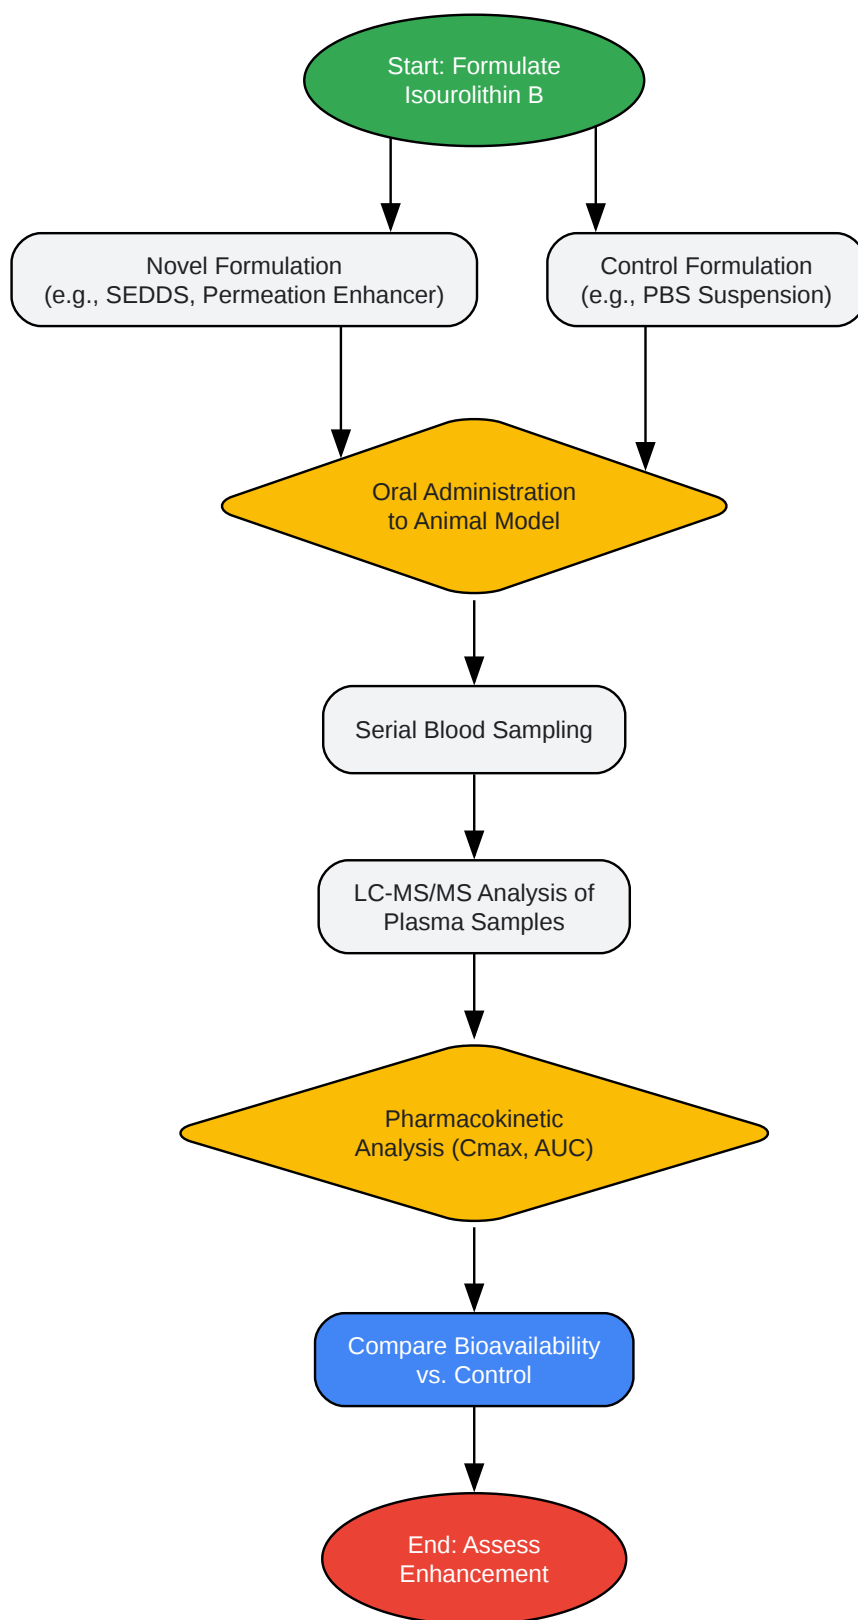 Start: Formulate
Isourolithin B
Novel Formulation
(e.g., SEDDS, Permeation Enhancer)
Control Formulation
(e.g., PBS Suspension)
Oral Administration
to Animal Model
Serial Blood Sampling
LC-MS/MS Analysis of
Plasma Samples
Pharmacokinetic
Analysis (Cmax, AUC)
Compare Bioavailability
vs. Control
End: Assess
Enhancement